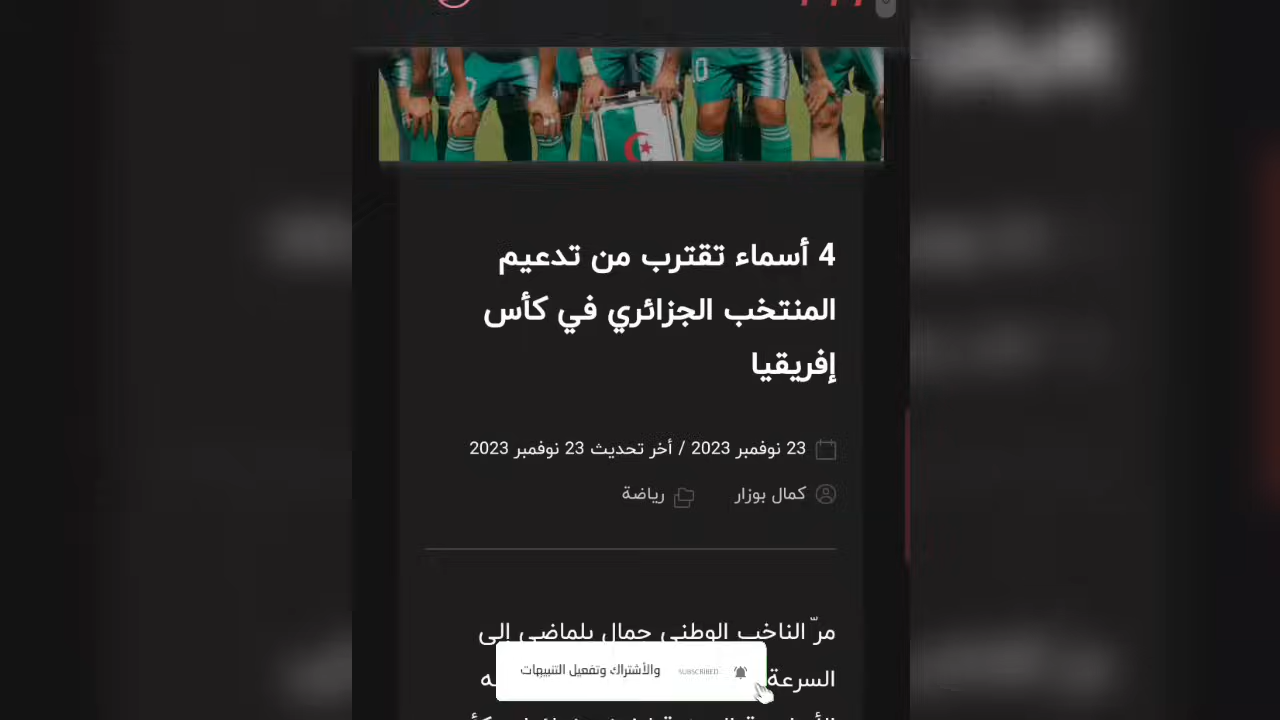 4 أسماء تقترب من تدعيم
المنتخب الجزائري في كأس
إفريقيا
23 نوفمبر 2023 / أخر تحديث 23 نوفمبر 2023
كمال بوزار رياضة
مرّ الناخب الوطني جمال بلماضي إلى
السرعة
والأشتراك وتفعيل التنبيهات SUBSCRIBED